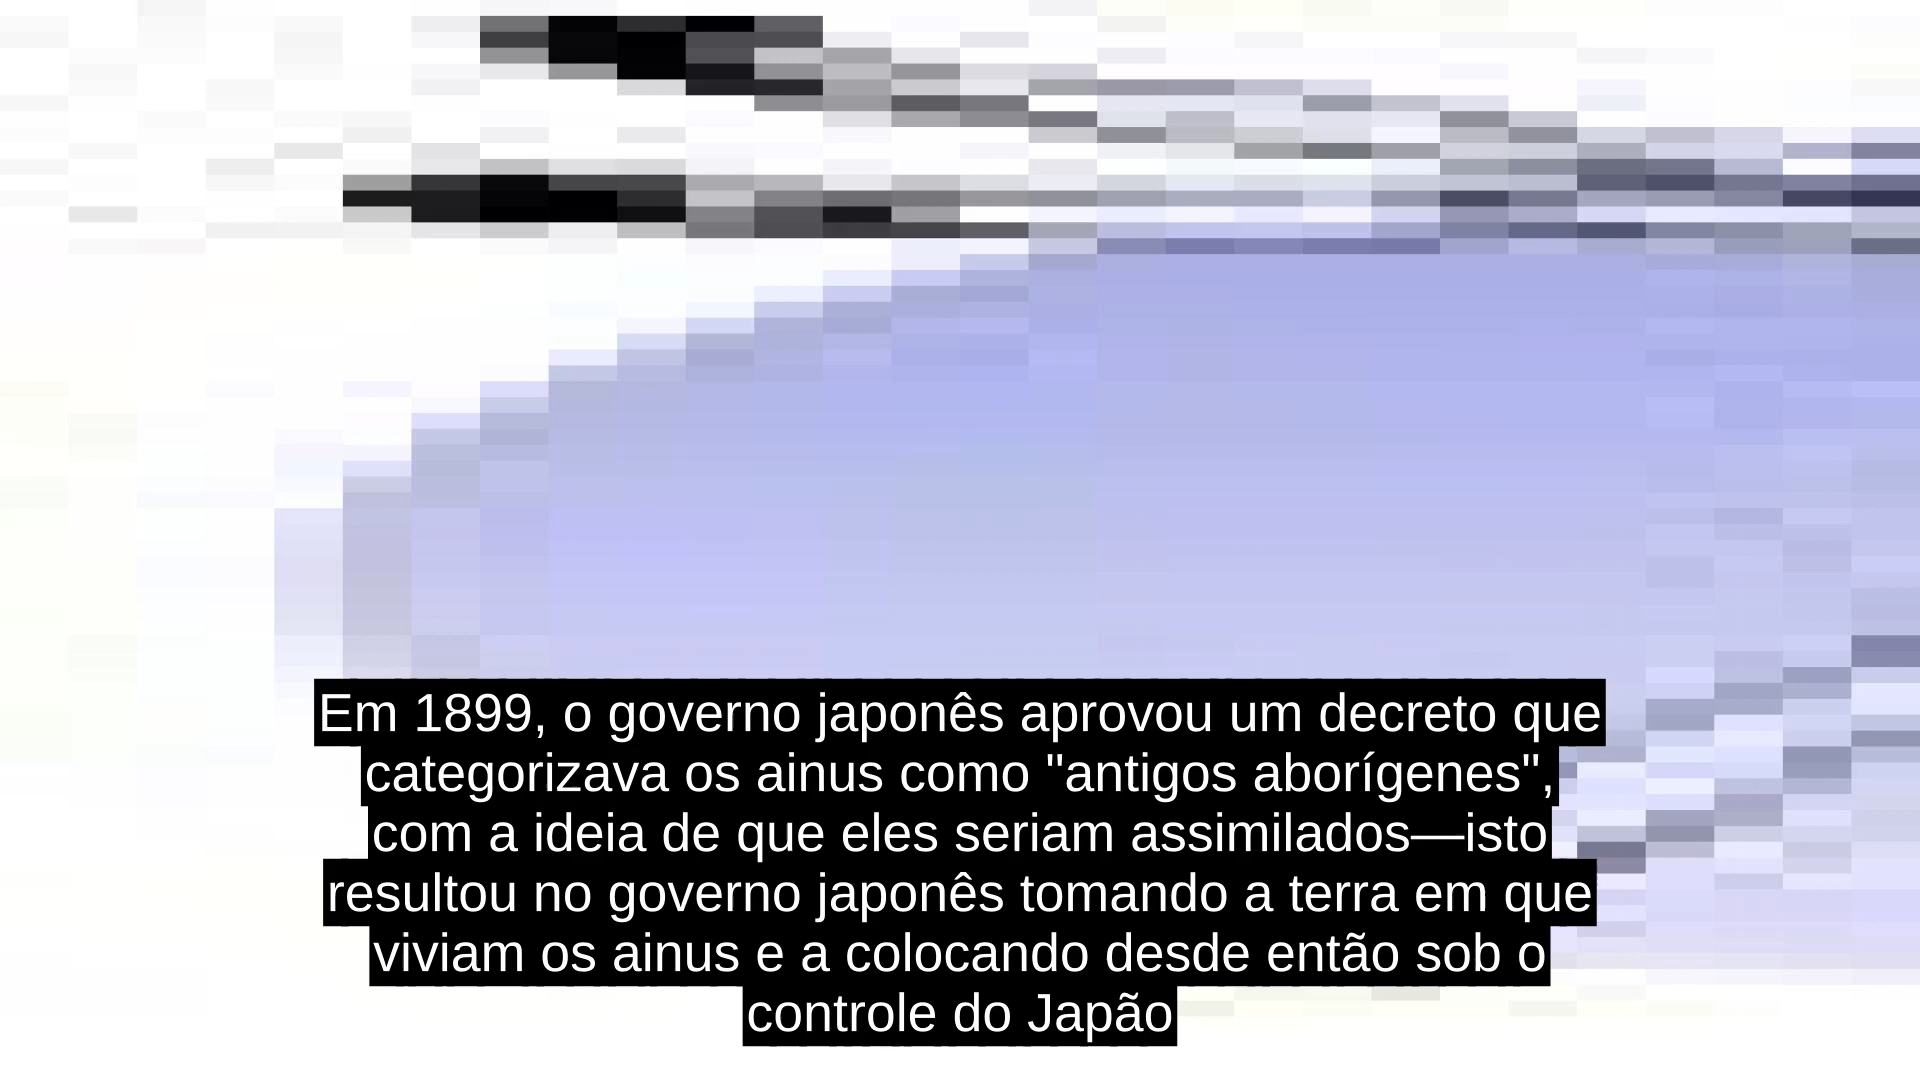 Em 1899, o governo japonês aprovou um decreto que
categorizava os ainus como "antigos aborígenes",
com a ideia de que eles seriam assimilados—isto
resultou no governo japonês tomando a terra em que
viviam os ainus e a colocando desde então sob o
controle do Japão